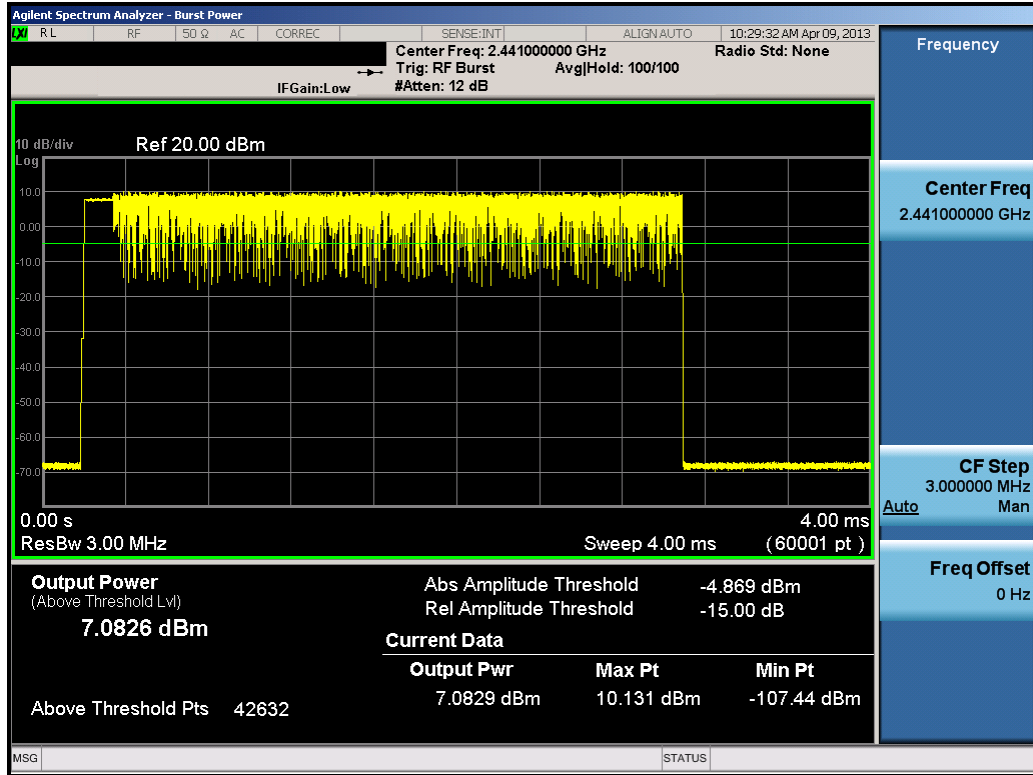 Agilent Spectrum Analyzer - Burst Power
LXI RL RF 50 Ω AC CORREC SENSE:INT ALIGN AUTO 10:29:32 AM Apr 09, 2013
Center Freq: 2.441000000 GHz Radio Std: None
Trig: RF Burst Avg|Hold: 100/100
IFGain:Low #Atten: 12 dB
10 dB/div Ref 20.00 dBm
Log
10.0
0.00
-10.0
-20.0
-30.0
-40.0
-50.0
-60.0
-70.0
0.00 s 4.00 ms
ResBw 3.00 MHz Sweep 4.00 ms (60001 pt )
Output Power
(Above Threshold Lvl)
7.0826 dBm
Above Threshold Pts 42632
Abs Amplitude Threshold -4.869 dBm
Rel Amplitude Threshold -15.00 dB
Current Data
Output Pwr Max Pt Min Pt
7.0829 dBm 10.131 dBm -107.44 dBm
MSG STATUS
Frequency
Center Freq
2.441000000 GHz
CF Step
3.000000 MHz
Auto Man
Freq Offset
0 Hz